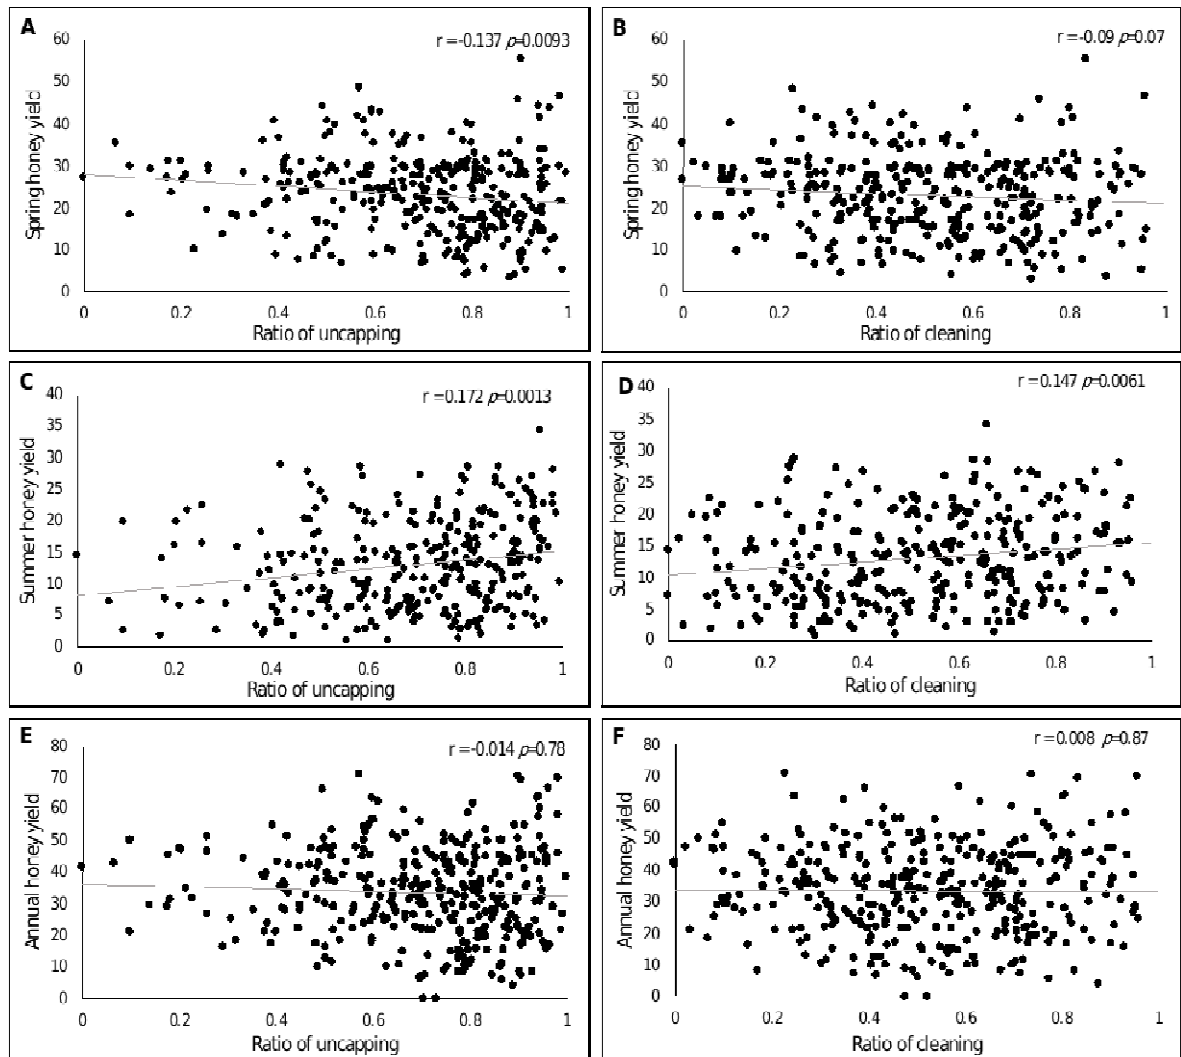 A
r = -0.137 p=0.0093
Spring honey yield
60
50
40
30
20
10
0
0 0.2 0.4 0.6 0.8 1
Ratio of uncapping
B
r = -0.09 p=0.07
Spring honey yield
60
50
40
30
20
10
0
0 0.2 0.4 0.6 0.8 1
Ratio of cleaning
C
r = 0.172 p=0.0013
Summer honey yield
40
35
30
25
20
15
10
5
0
0 0.2 0.4 0.6 0.8 1
Ratio of uncapping
D
r = 0.147 p=0.0061
Summer honey yield
40
35
30
25
20
15
10
5
0
0 0.2 0.4 0.6 0.8 1
Ratio of cleaning
E
r = -0.014 p=0.78
Annual honey yield
80
70
60
50
40
30
20
10
0
0 0.2 0.4 0.6 0.8 1
Ratio of uncapping
F
r = 0.008 p=0.87
Annual honey yield
80
70
60
50
40
30
20
10
0
0 0.2 0.4 0.6 0.8 1
Ratio of cleaning